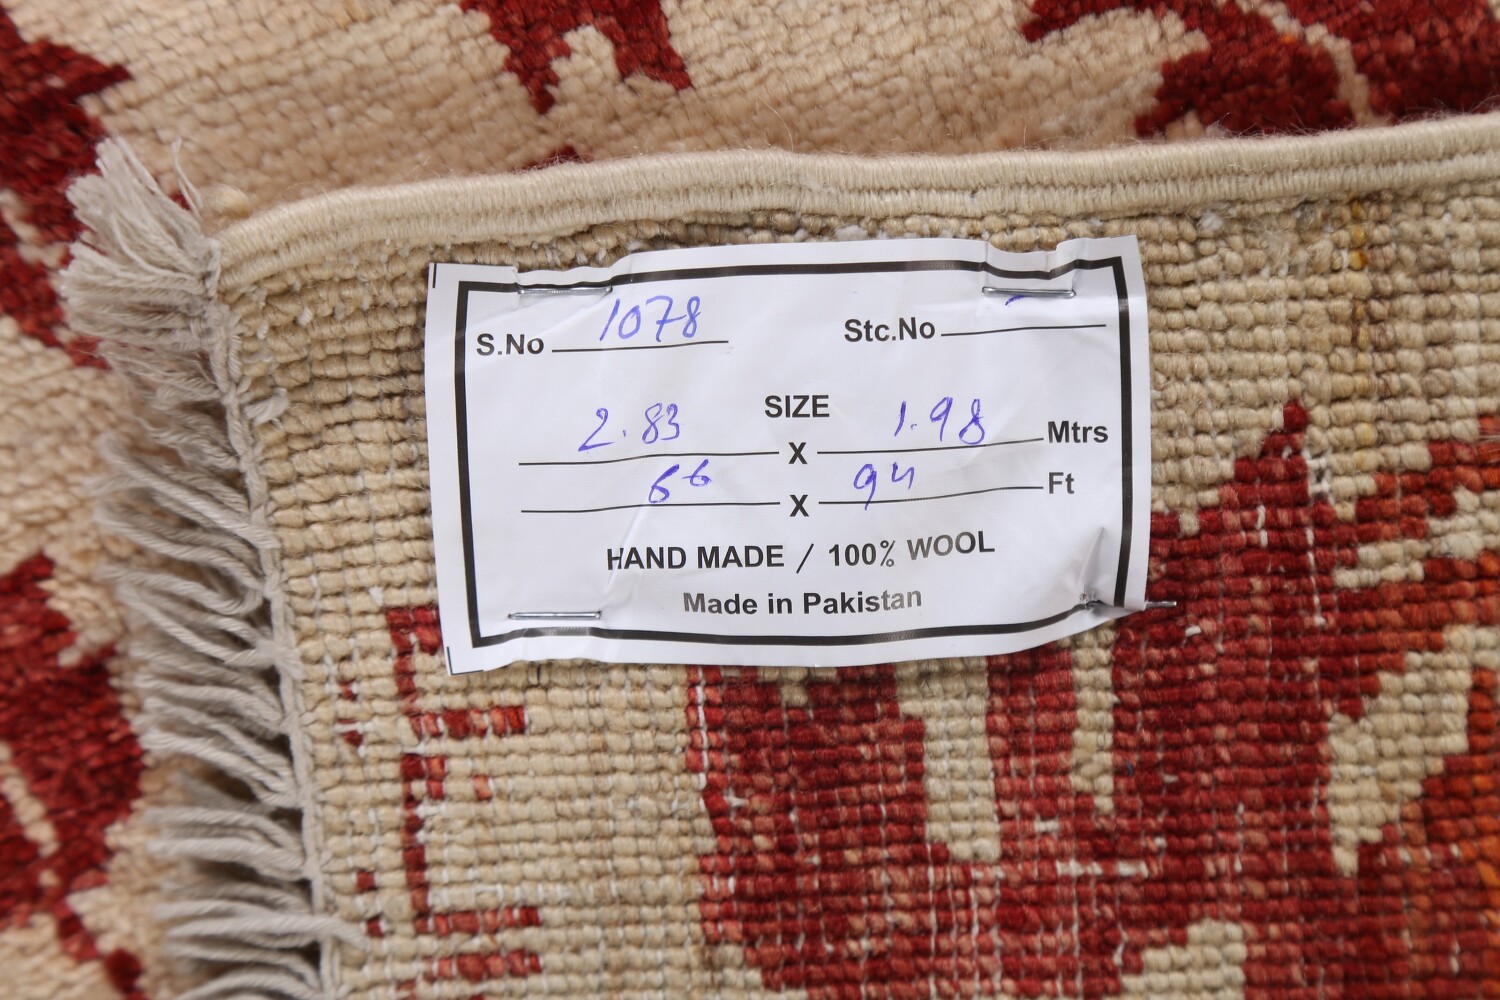 S.No 1078 Stc.No -
SIZE
2.83 X 1.98 Mtrs
66 X 94 Ft
HAND MADE / 100% WOOL
Made in Pakistan